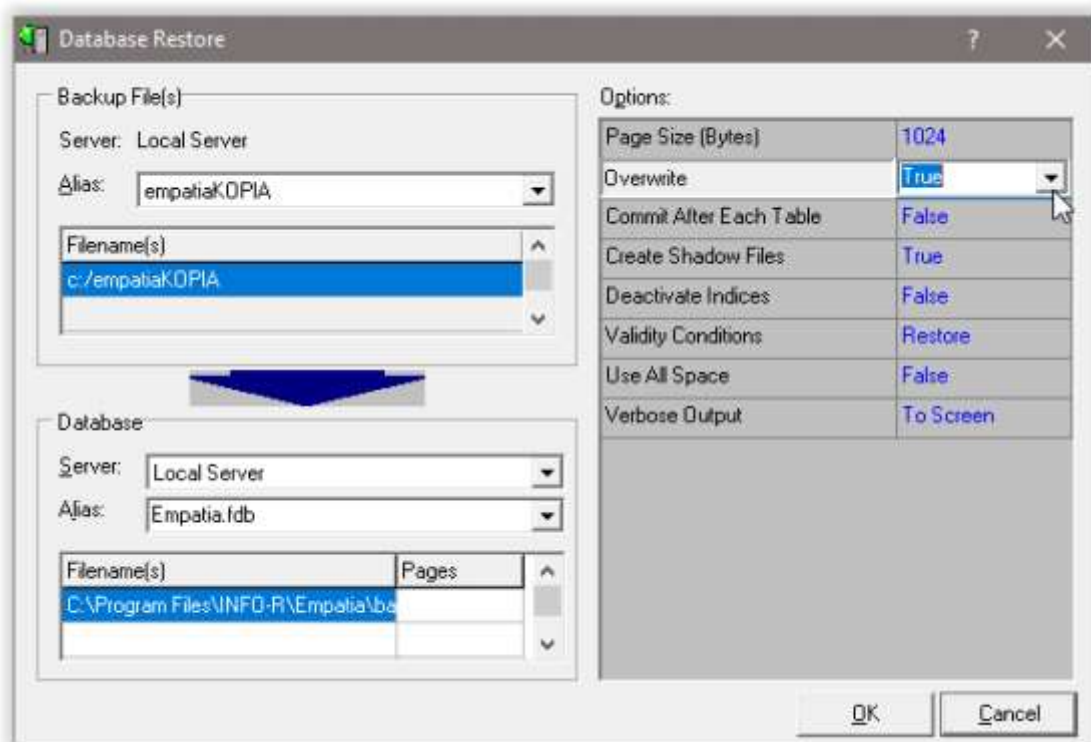 Database Restore ?
Backup File(s)
Server: Local Server
Alias: empatiaKOPIA
Filename(s)
c:/empatiaKOPIA
Database
Server: Local Server
Alias: Empatia.fdb
Filename(s) Pages
C:\Program Files\INFO-R\Empatia\ba
Options:
Page Size (Bytes) 1024
Overwrite True
Commit After Each Table False
Create Shadow Files True
Deactivate Indices False
Validity Conditions Restore
Use All Space False
Verbose Output To Screen
OK Cancel